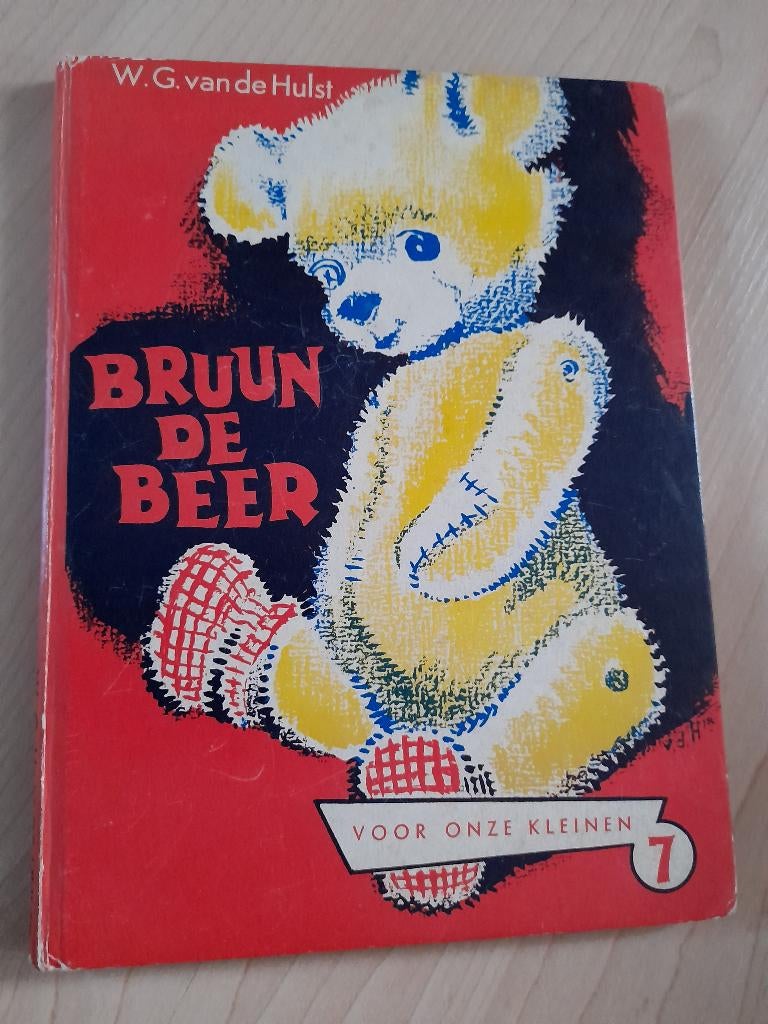 W.G. van de Hulst
BRUUN
DE
BEER
VOOR ONZE KLEINEN
7